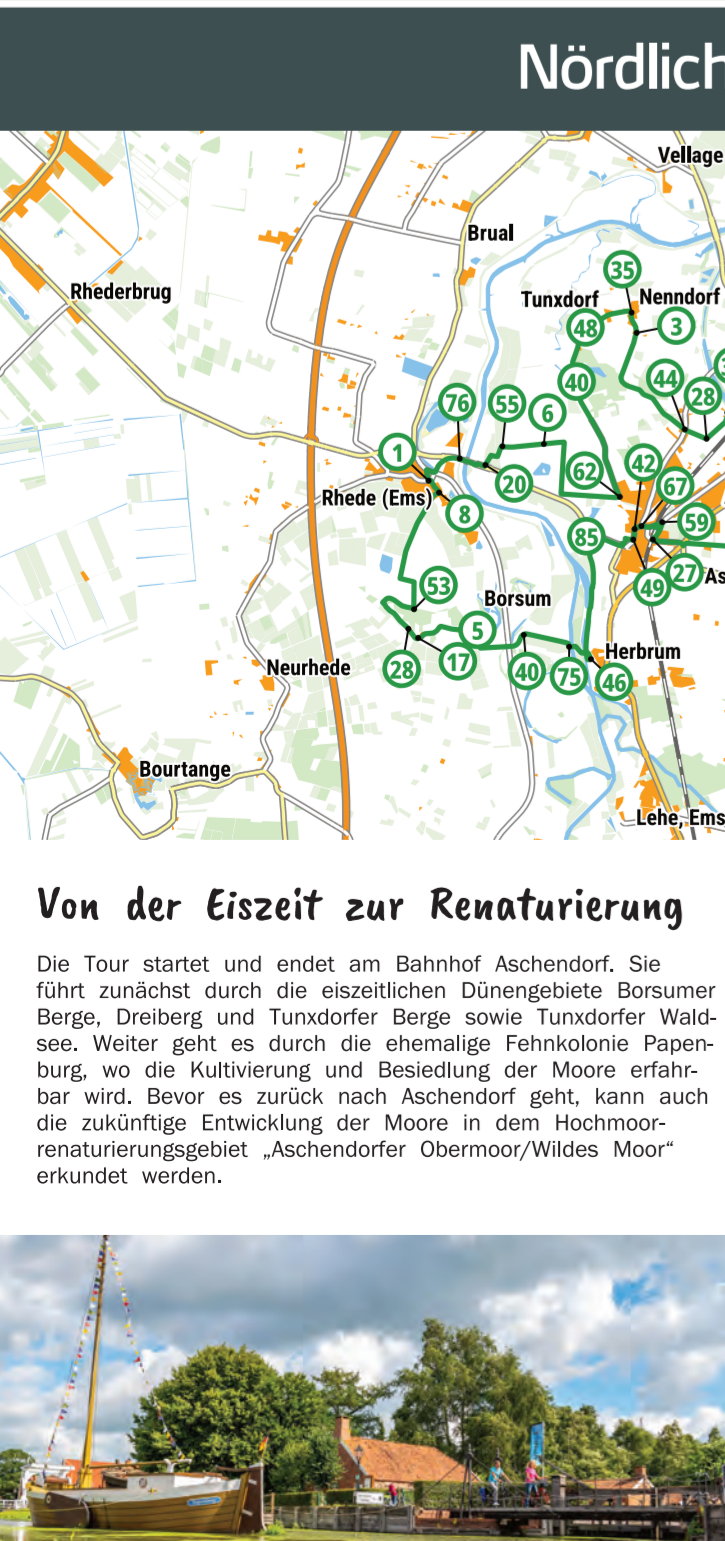 Nördlich
Vellage
Brual
35
Rhederbrug
Tunxdorf
Nenndorf
48
3
40
44
28
76
55
6
1
42
62
67
20
Rhede (Ems)
8
59
85
27
As
49
53
Borsum
5
Herbrum
Neurhede
28
17
40
75
46
Bourtange
Lehe, Ems
Von der Eiszeit zur Renaturierung
Die Tour startet und endet am Bahnhof Aschendorf. Sie
führt zunächst durch die eiszeitlichen Dünengebiete Borsumer
Berge, Dreiberg und Tunxdorfer Berge sowie Tunxdorfer Wald-
see. Weiter geht es durch die ehemalige Fehnkolonie Papen-
burg, wo die Kultivierung und Besiedlung der Moore erfahr-
bar wird. Bevor es zurück nach Aschendorf geht, kann auch
die zukünftige Entwicklung der Moore in dem Hochmoor-
renaturierungsgebiet „Aschendorfer Obermoor/Wildes Moor“
erkundet werden.